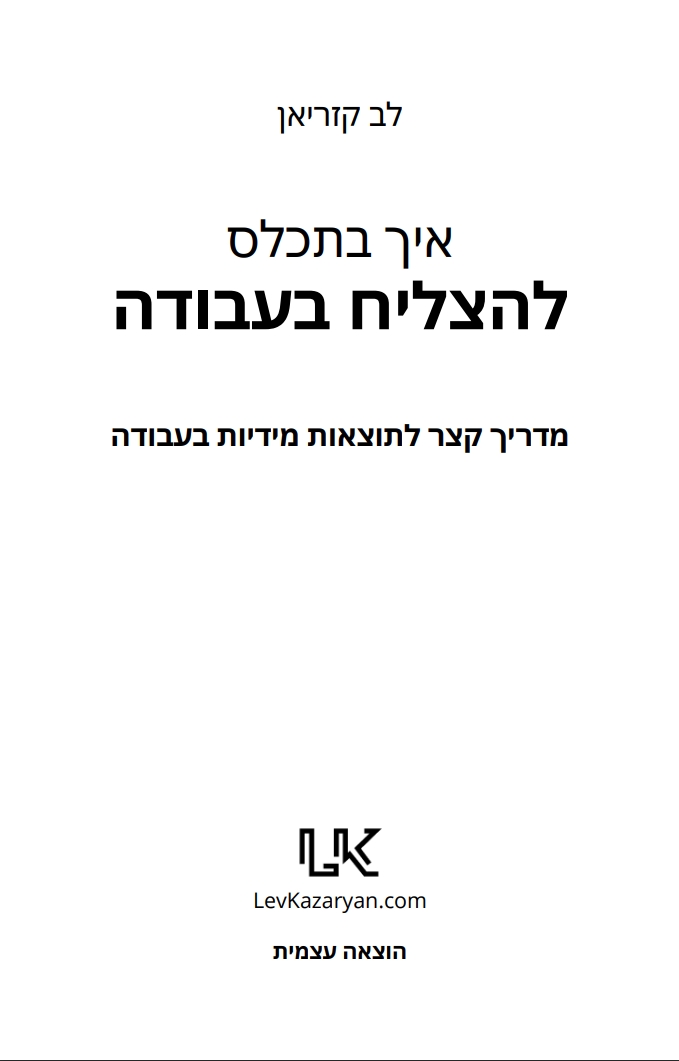 לב קזריאן
איך בתכלס
להצליח בעבודה
מדריך קצר לתוצאות מידיות בעבודה
LK
LevKazaryan.com
הוצאה עצמית